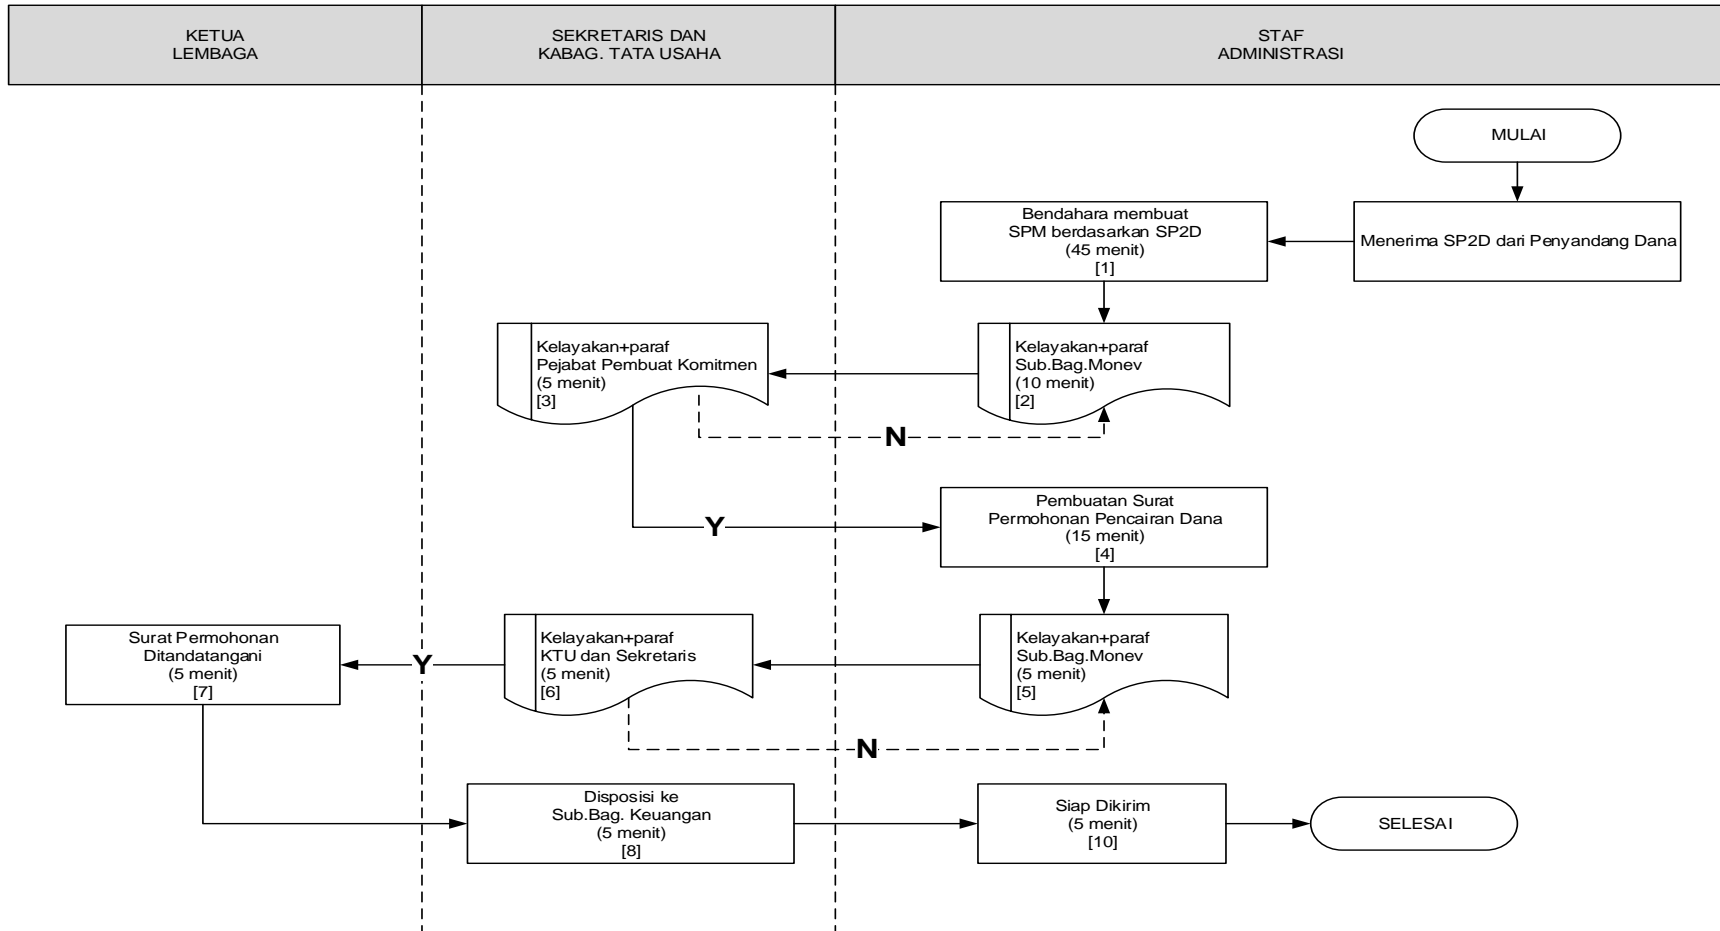 KETUA
LEMBAGA
SEKRETARIS DAN
KABAG. TATA USAHA
STAF
ADMINISTRASI
MULAI
Menerima SP2D dari Penyandang Dana
Bendahara membuat
SPM berdasarkan SP2D
(45 menit)
[1]
Kelayakan+paraf
Sub.Bag.Monev
(10 menit)
[2]
Kelayakan+paraf
Pejabat Pembuat Komitmen
(5 menit)
[3]
N
Y
Pembuatan Surat
Permohonan Pencairan Dana
(15 menit)
[4]
Kelayakan+paraf
Sub.Bag.Monev
(5 menit)
[5]
Kelayakan+paraf
KTU dan Sekretaris
(5 menit)
[6]
Y
N
Surat Permohonan
Ditandatangani
(5 menit)
[7]
Disposisi ke
Sub.Bag. Keuangan
(5 menit)
[8]
Siap Dikirim
(5 menit)
[10]
SELESAI